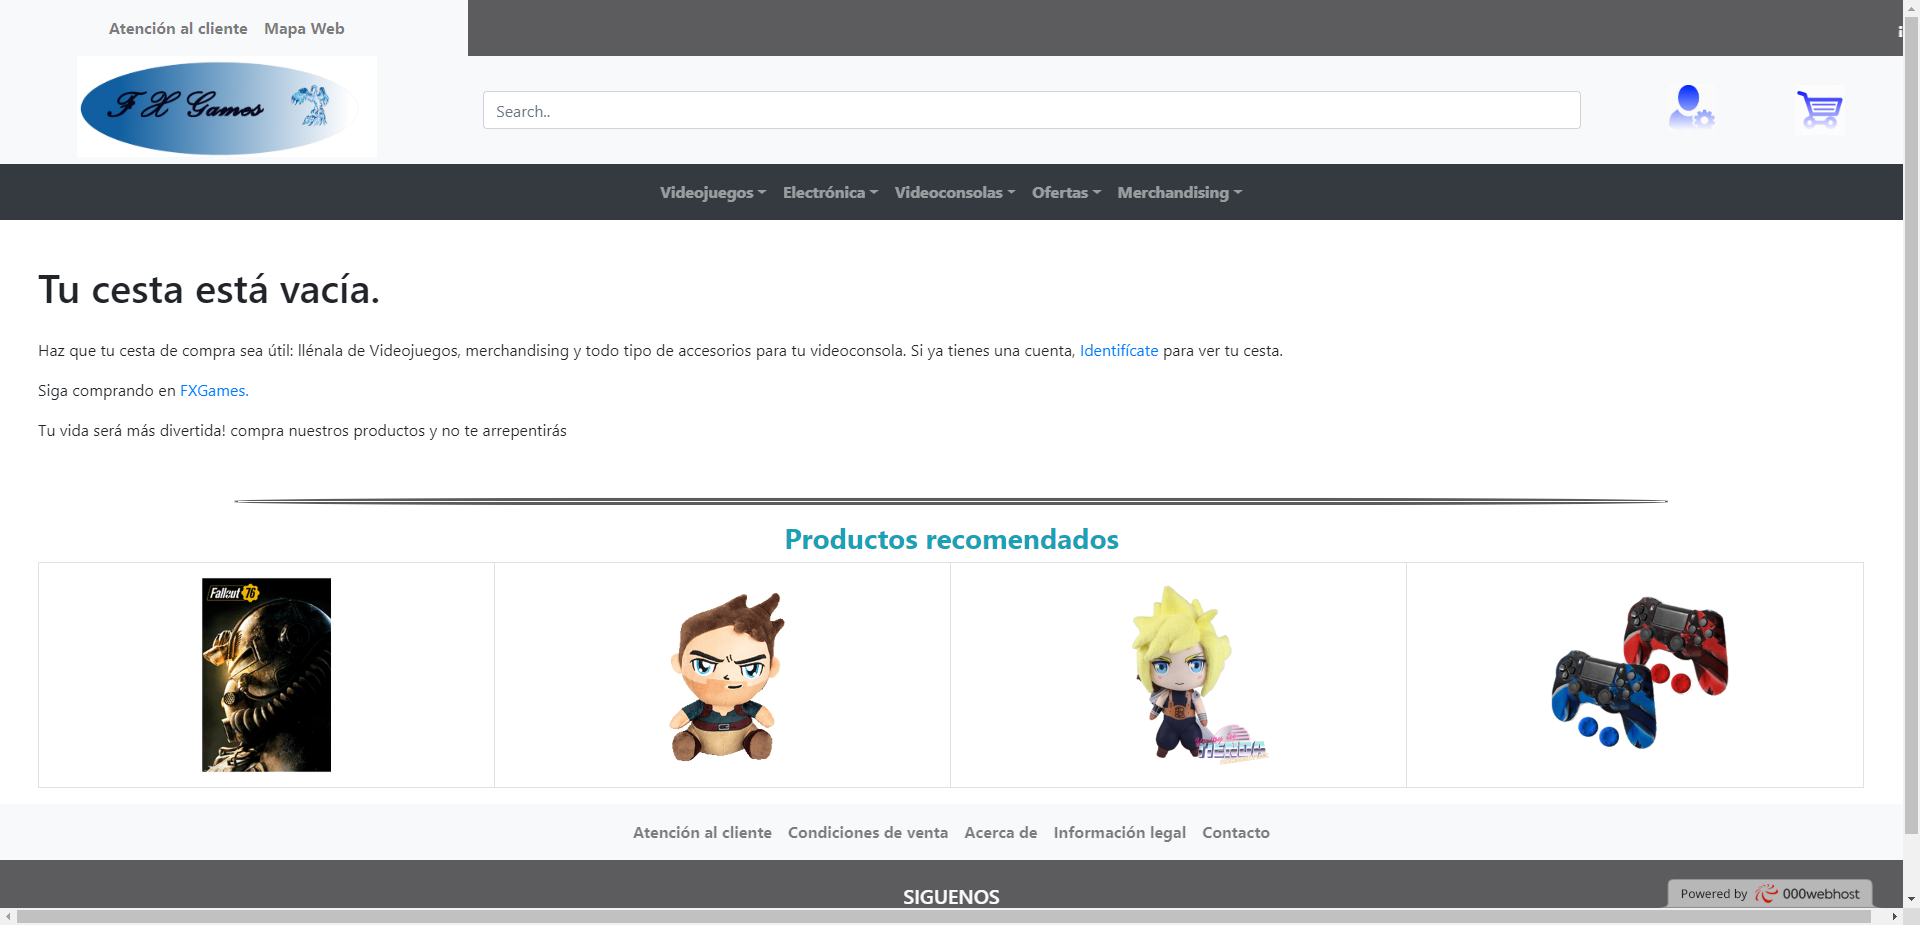 Atención al cliente Mapa Web
F X Games
Search..
Videojuegos Electrónica Videoconsolas Ofertas Merchandising
Tu cesta está vacía.
Haz que tu cesta de compra sea útil: llénala de Videojuegos, merchandising y todo tipo de accesorios para tu videoconsola. Si ya tienes una cuenta, Identifícate para ver tu cesta.
Siga comprando en FXGames.
Tu vida será más divertida! compra nuestros productos y no te arrepentirás
Productos recomendados
Fallout 76
TIENDA
Atención al cliente Condiciones de venta Acerca de Información legal Contacto
SIGUENOS
Powered by 000webhost